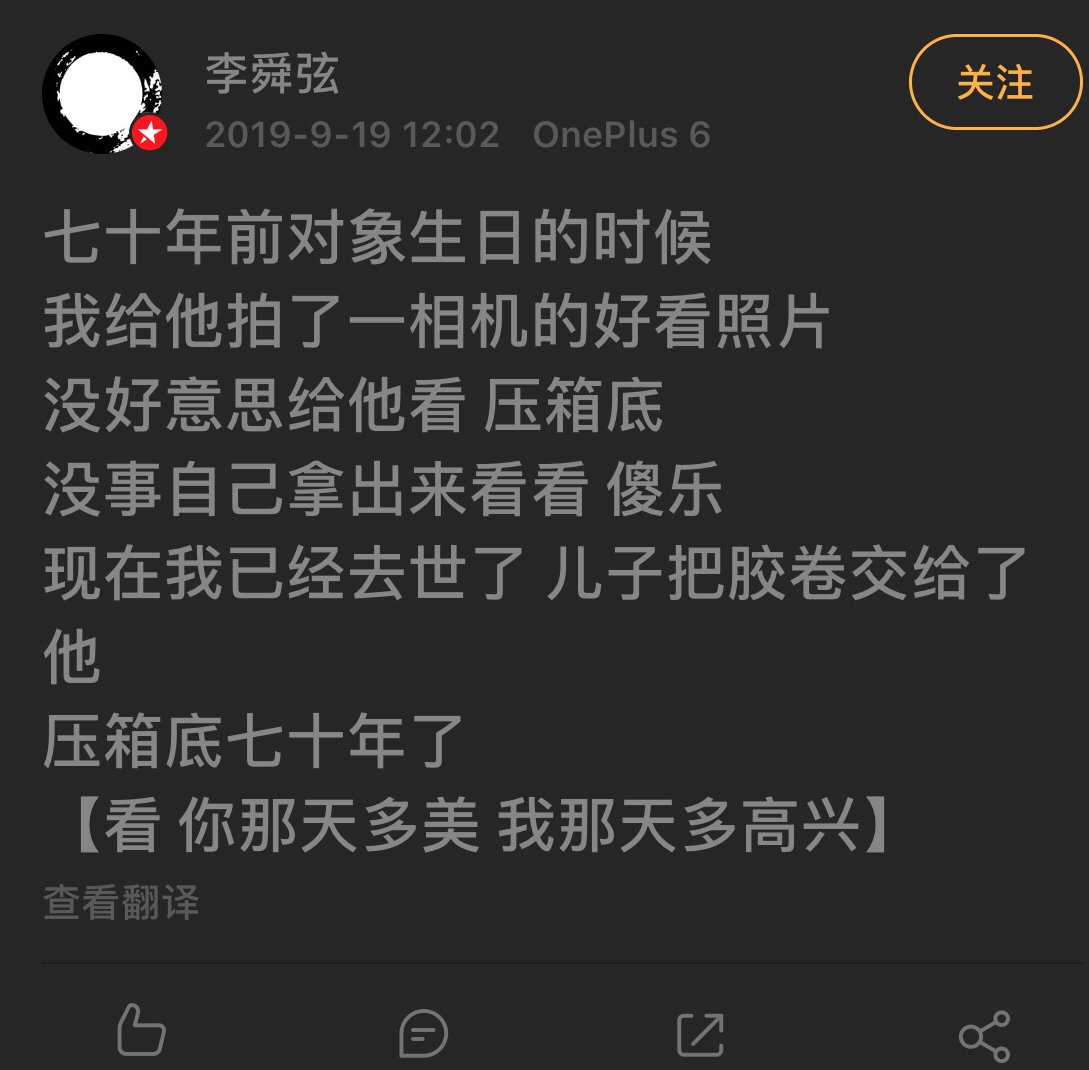 李舜弦
2019-9-19 12:02 OnePlus 6
关注
七十年前对象生日的时候
我给他拍了一相机的好看照片
没好意思给他看 压箱底
没事自己拿出来看看 傻乐
现在我已经去世了 儿子把胶卷交给了
他
压箱底七十年了
【看 你那天多美 我那天多高兴】
查看翻译